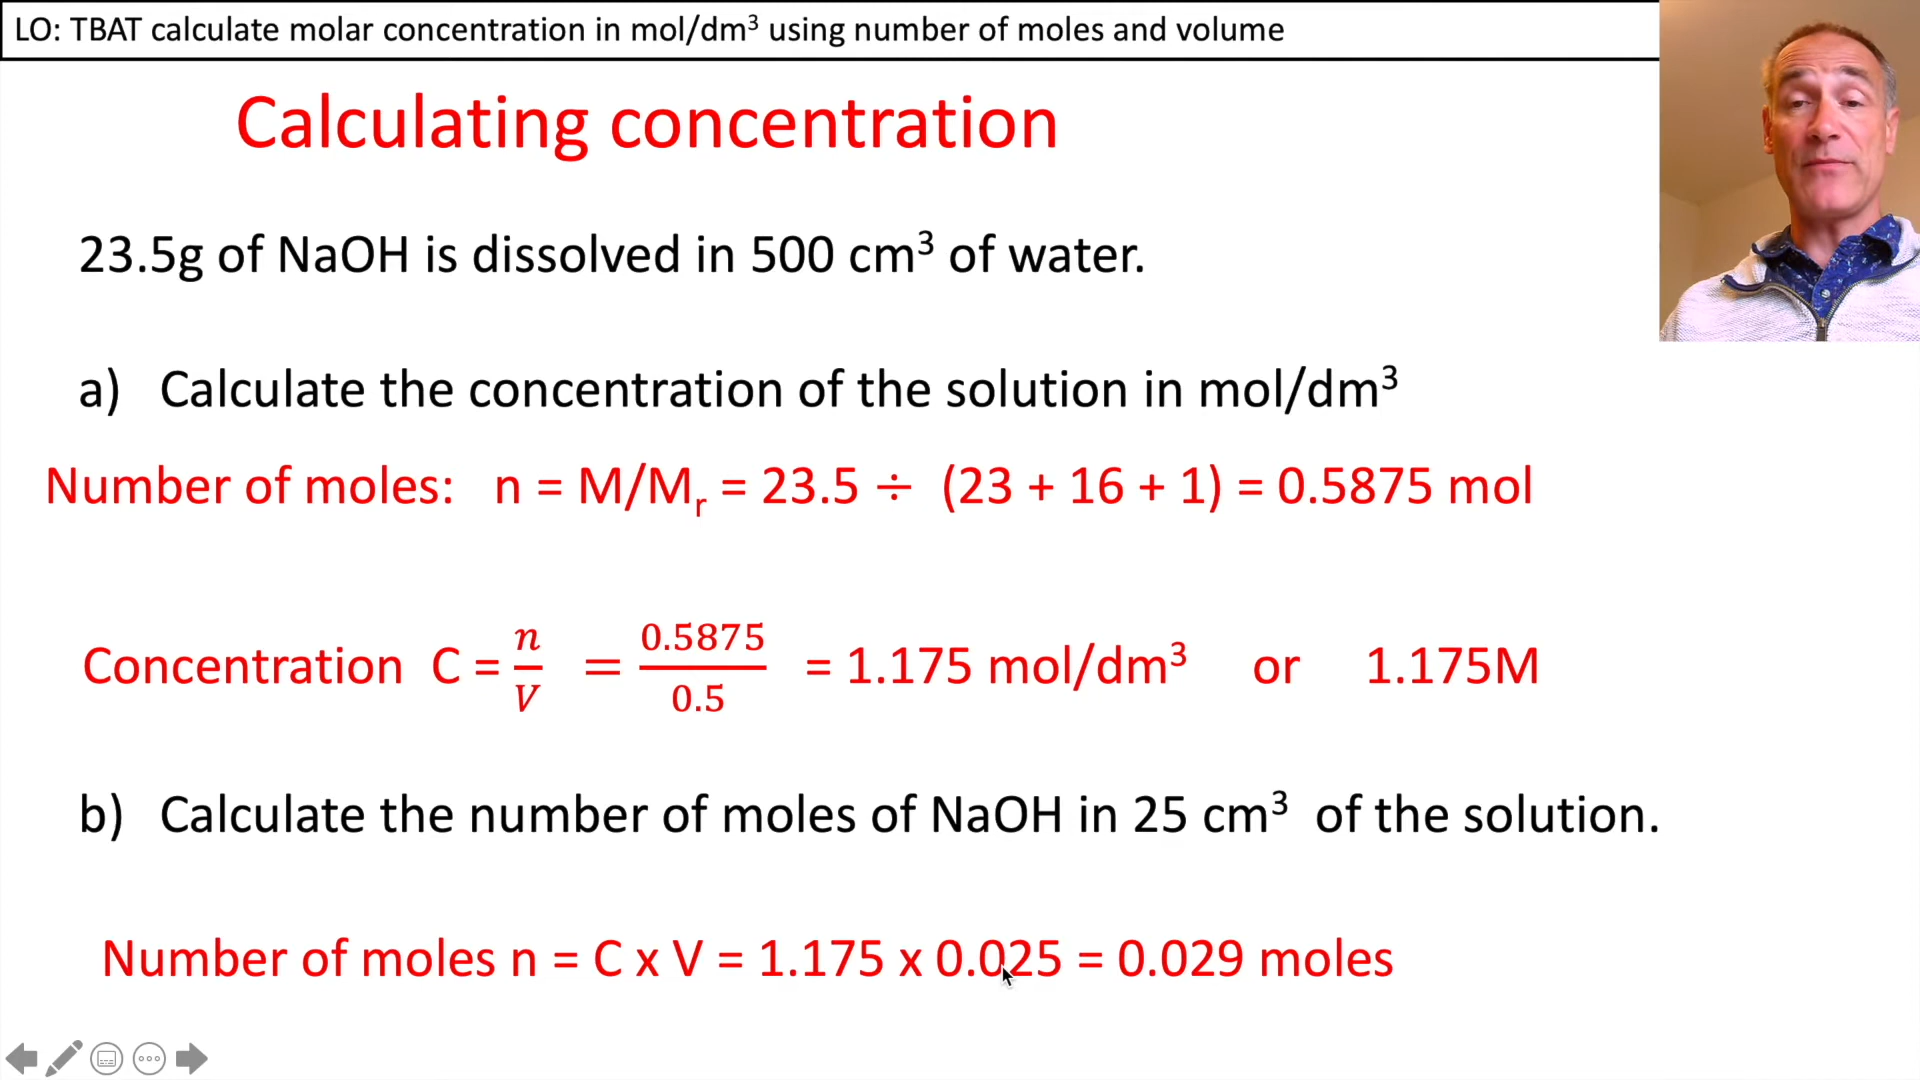 LO: TBAT calculate molar concentration in mol/dm³ using number of moles and volume
Calculating concentration
23.5g of NaOH is dissolved in 500 cm³ of water.
a) Calculate the concentration of the solution in mol/dm³
Number of moles: n = M/Mᵣ = 23.5 ÷ (23 + 16 + 1) = 0.5875 mol
Concentration C = n/V = 0.5875/0.5 = 1.175 mol/dm³ or 1.175M
b) Calculate the number of moles of NaOH in 25 cm³ of the solution.
Number of moles n = C x V = 1.175 x 0.025 = 0.029 moles